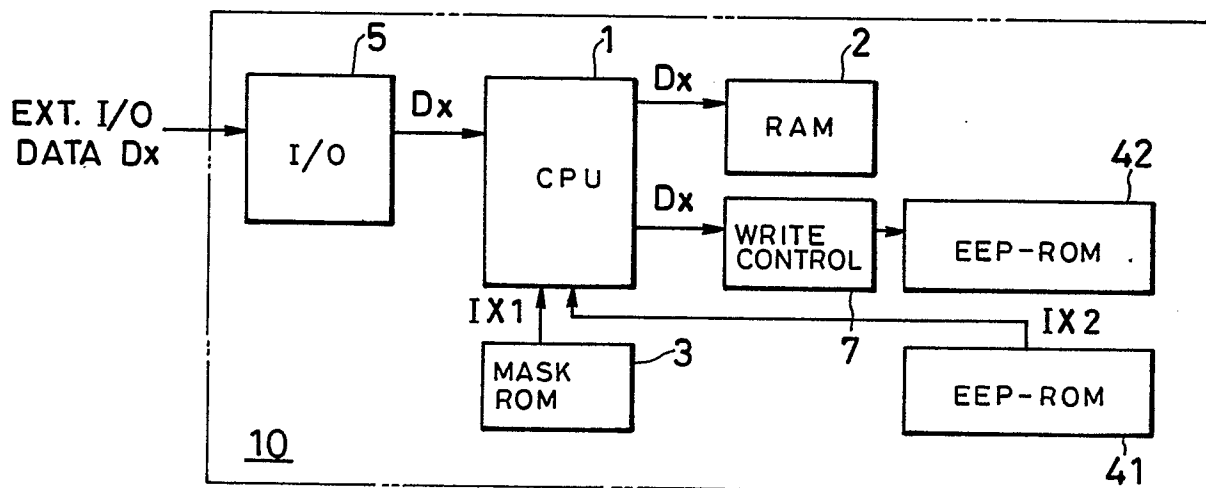 5
1
2
Dx
Dx
EXT. I/O
DATA Dx
I/O
CPU
RAM
42
Dx
WRITE
CONTROL
EEP-ROM
IX1
IX2
7
3
MASK
ROM
EEP-ROM
10
41